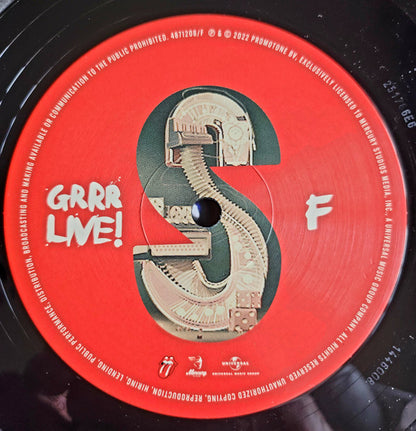 LENDING, PUBLIC PERFORMANCE, DISTRIBUTION, BROADCASTING AND MAKING AVAILABLE OR COMMUNICATION TO THE PUBLIC PROHIBITED. 4871209/F ℗ & © 2022 PROMOTONE BV, EXCLUSIVELY LICENSED TO MERCURY STUDIOS MEDIA, INC., A UNIVERSAL MUSIC GROUP COMPANY. ALL RIGHTS RESERVED. UNAUTHORIZED COPYING, REPRODUCTION, HIRING,
GRRR
LIVE!
S
F
Mercury
UNIVERSAL
UNIVERSAL MUSIC GROUP